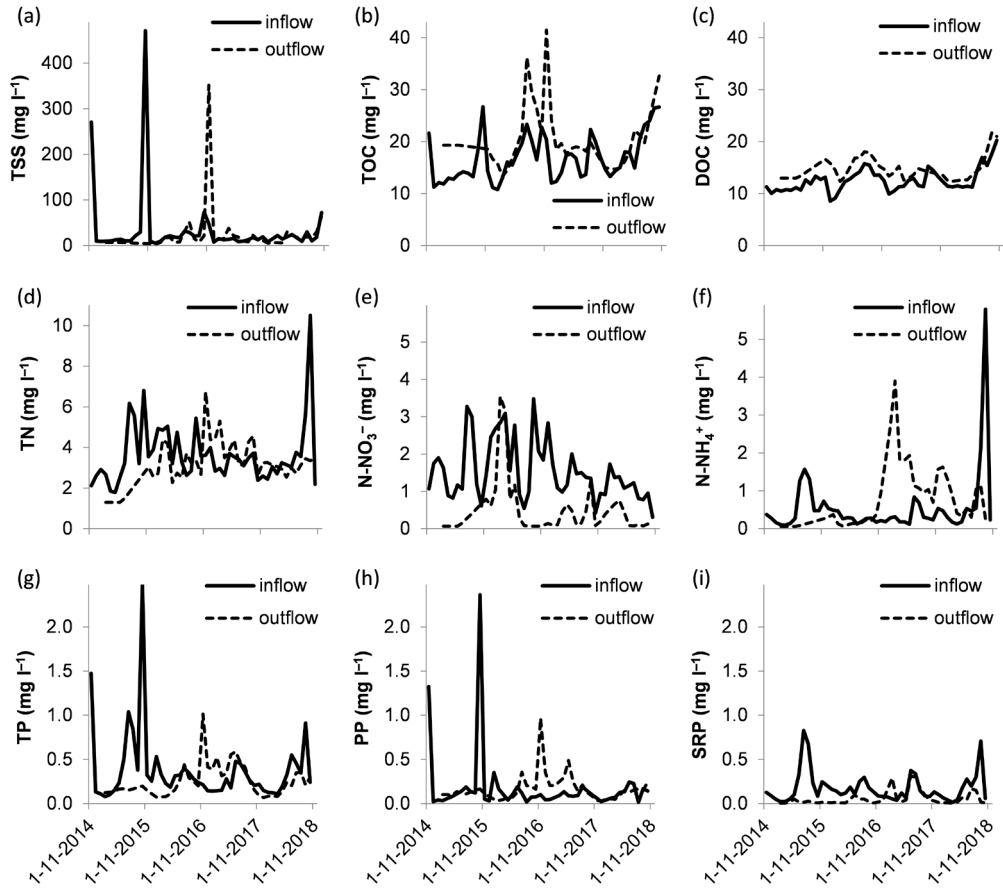 (a)
inflow
outflow
TSS (mg l⁻¹)
400
300
200
100
0
(b)
inflow
outflow
TOC (mg l⁻¹)
40
30
20
10
0
(c)
inflow
outflow
DOC (mg l⁻¹)
40
30
20
10
0
(d)
inflow
outflow
TN (mg l⁻¹)
10
8
6
4
2
0
(e)
inflow
outflow
N-NO₃⁻ (mg l⁻¹)
5
4
3
2
1
0
(f)
inflow
outflow
N-NH₄⁺ (mg l⁻¹)
5
4
3
2
1
0
(g)
inflow
outflow
TP (mg l⁻¹)
2.0
1.5
1.0
0.5
0.0
1-11-2014
1-11-2015
1-11-2016
1-11-2017
1-11-2018
(h)
inflow
outflow
PP (mg l⁻¹)
2.0
1.5
1.0
0.5
0.0
1-11-2014
1-11-2015
1-11-2016
1-11-2017
1-11-2018
(i)
inflow
outflow
SRP (mg l⁻¹)
2.0
1.5
1.0
0.5
0.0
1-11-2014
1-11-2015
1-11-2016
1-11-2017
1-11-2018